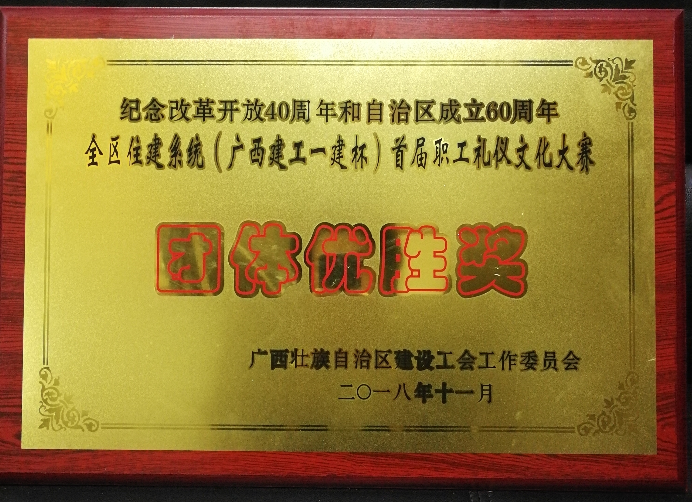 纪念改革开放40周年和自治区成立60周年
全区住建系统（广西建工一建杯）首届职工礼仪文化大赛
团体优胜奖
广西壮族自治区建设工会工作委员会
二〇一八年十一月